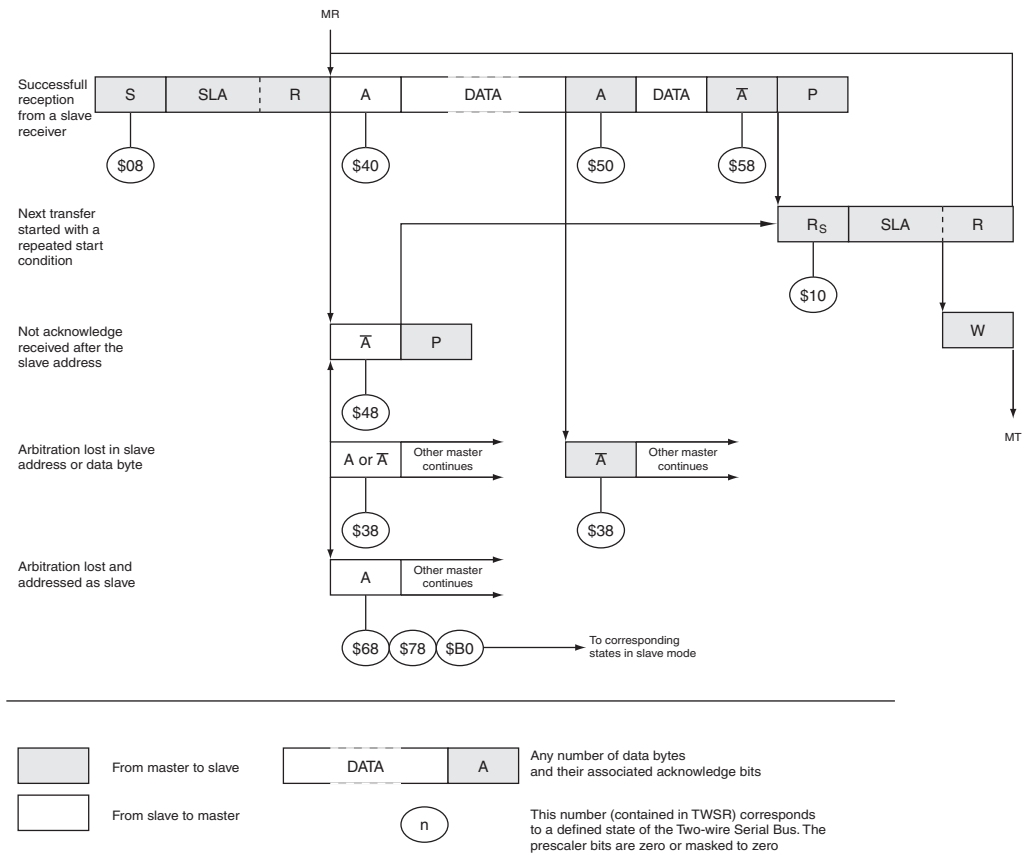 MR
Successfull
reception
from a slave
receiver
S SLA R A DATA A DATA A̅ P
$08 $40 $50 $58
Next transfer
started with a
repeated start
condition
RS SLA R
$10
Not acknowledge
received after the
slave address
A̅ P
W
$48
MT
Arbitration lost in slave
address or data byte
A or A̅
Other master
continues
A̅
Other master
continues
$38 $38
Arbitration lost and
addressed as slave
A
Other master
continues
$68 $78 $B0
To corresponding
states in slave mode
From master to slave
DATA A
Any number of data bytes
and their associated acknowledge bits
From slave to master
n
This number (contained in TWSR) corresponds
to a defined state of the Two-wire Serial Bus. The
prescaler bits are zero or masked to zero